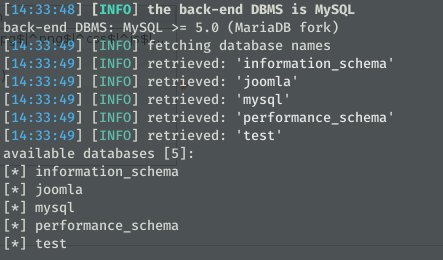 [14:33:48] [INFO] the back-end DBMS is MySQL
back-end DBMS: MySQL >= 5.0 (MariaDB fork)
[14:33:49] [INFO] fetching database names
[14:33:49] [INFO] retrieved: 'information_schema'
[14:33:49] [INFO] retrieved: 'joomla'
[14:33:49] [INFO] retrieved: 'mysql'
[14:33:49] [INFO] retrieved: 'performance_schema'
[14:33:49] [INFO] retrieved: 'test'
available databases [5]:
[*] information_schema
[*] joomla
[*] mysql
[*] performance_schema
[*] test